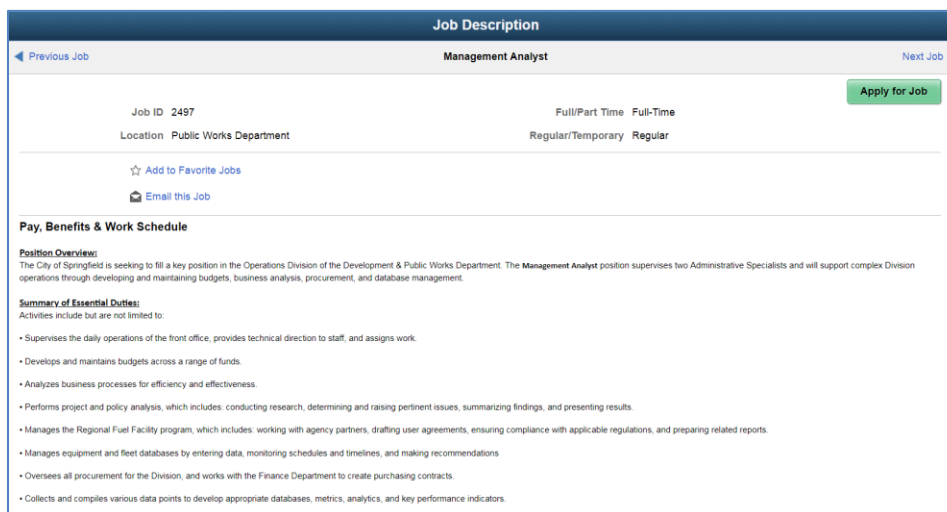 Job Description
Previous Job Management Analyst Next Job
Apply for Job
Job ID 2497 Full/Part Time Full-Time
Location Public Works Department Regular/Temporary Regular
Add to Favorite Jobs
Email this Job
Pay, Benefits & Work Schedule
Position Overview:
The City of Springfield is seeking to fill a key position in the Operations Division of the Development & Public Works Department. The Management Analyst position supervises two Administrative Specialists and will support complex Division
operations through developing and maintaining budgets, business analysis, procurement, and database management.
Summary of Essential Duties:
Activities include but are not limited to:
• Supervises the daily operations of the front office, provides technical direction to staff, and assigns work.
• Develops and maintains budgets across a range of funds.
• Analyzes business processes for efficiency and effectiveness.
• Performs project and policy analysis, which includes: conducting research, determining and raising pertinent issues, summarizing findings, and presenting results.
• Manages the Regional Fuel Facility program, which includes: working with agency partners, drafting user agreements, ensuring compliance with applicable regulations, and preparing related reports.
• Manages equipment and fleet databases by entering data, monitoring schedules and timelines, and making recommendations
• Oversees all procurement for the Division, and works with the Finance Department to create purchasing contracts.
• Collects and compiles various data points to develop appropriate databases, metrics, analytics, and key performance indicators.